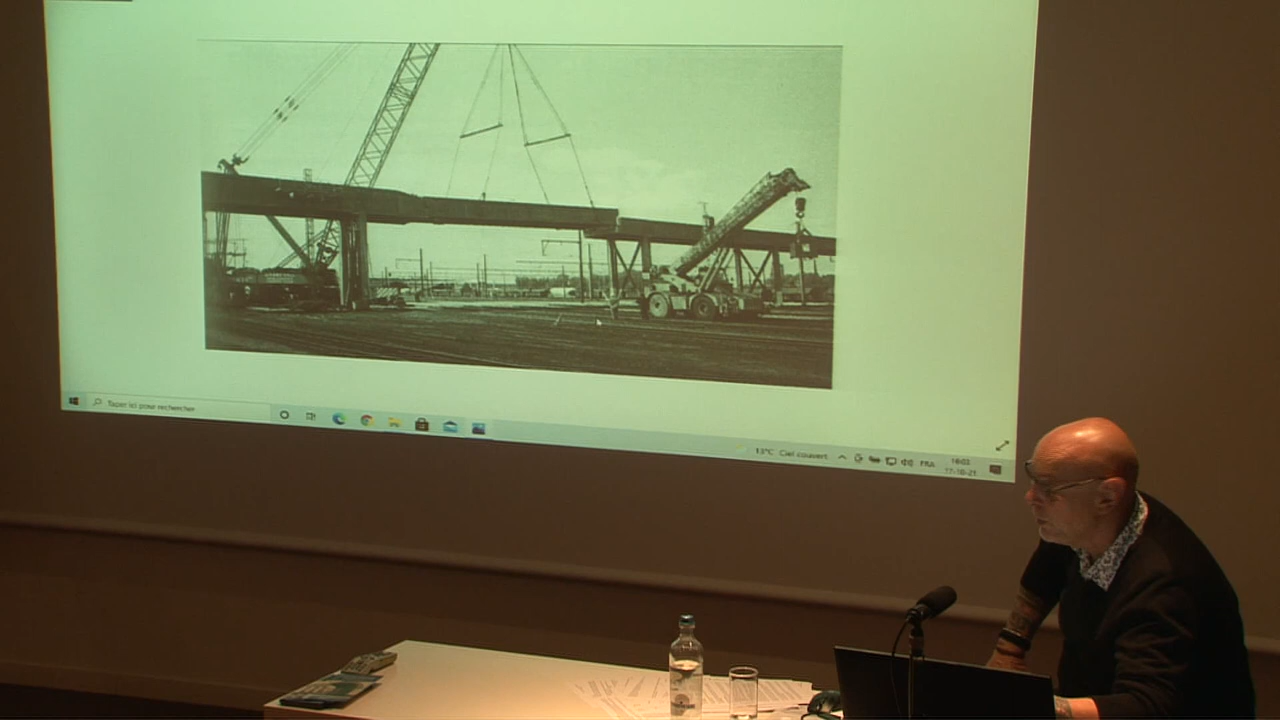 Taper ici pour rechercher
13°C Ciel couvert
FRA
18:03
17-10-21